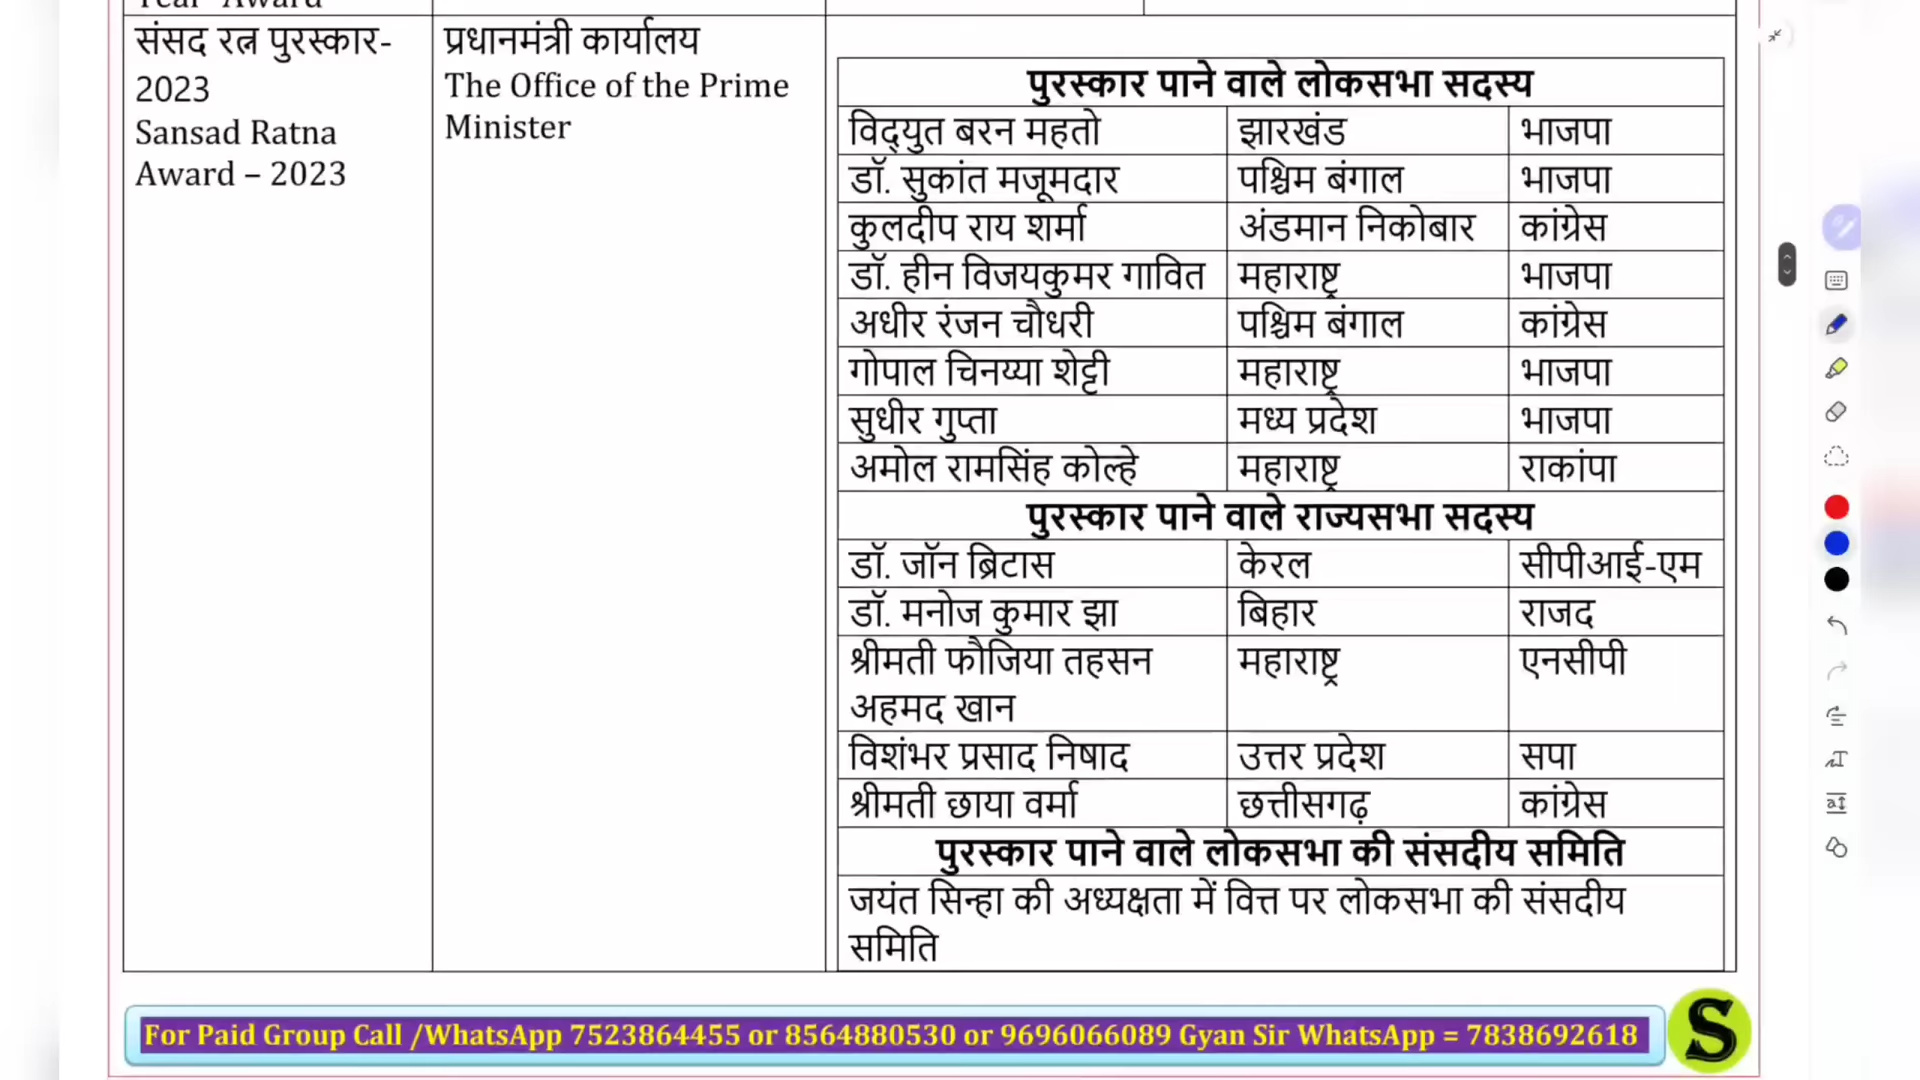 Year Award
संसद रत्न पुरस्कार-
2023
Sansad Ratna
Award – 2023
प्रधानमंत्री कार्यालय
The Office of the Prime
Minister
पुरस्कार पाने वाले लोकसभा सदस्य
विद्युत बरन महतो झारखंड भाजपा
डॉ. सुकांत मजूमदार पश्चिम बंगाल भाजपा
कुलदीप राय शर्मा अंडमान निकोबार कांग्रेस
डॉ. हीन विजयकुमर गावित महाराष्ट्र भाजपा
अधीर रंजन चौधरी पश्चिम बंगाल कांग्रेस
गोपाल चिनय्या शेट्टी महाराष्ट्र भाजपा
सुधीर गुप्ता मध्य प्रदेश भाजपा
अमोल रामसिंह कोल्हे महाराष्ट्र राकांपा
पुरस्कार पाने वाले राज्यसभा सदस्य
डॉ. जॉन ब्रिटास केरल सीपीआई-एम
डॉ. मनोज कुमार झा बिहार राजद
श्रीमती फौजिया तहसन महाराष्ट्र एनसीपी
अहमद खान
विशंभर प्रसाद निषाद उत्तर प्रदेश सपा
श्रीमती छाया वर्मा छत्तीसगढ़ कांग्रेस
पुरस्कार पाने वाले लोकसभा की संसदीय समिति
जयंत सिन्हा की अध्यक्षता में वित्त पर लोकसभा की संसदीय
समिति
For Paid Group Call /WhatsApp 7523864455 or 8564880530 or 9696066089 Gyan Sir WhatsApp = 7838692618
S